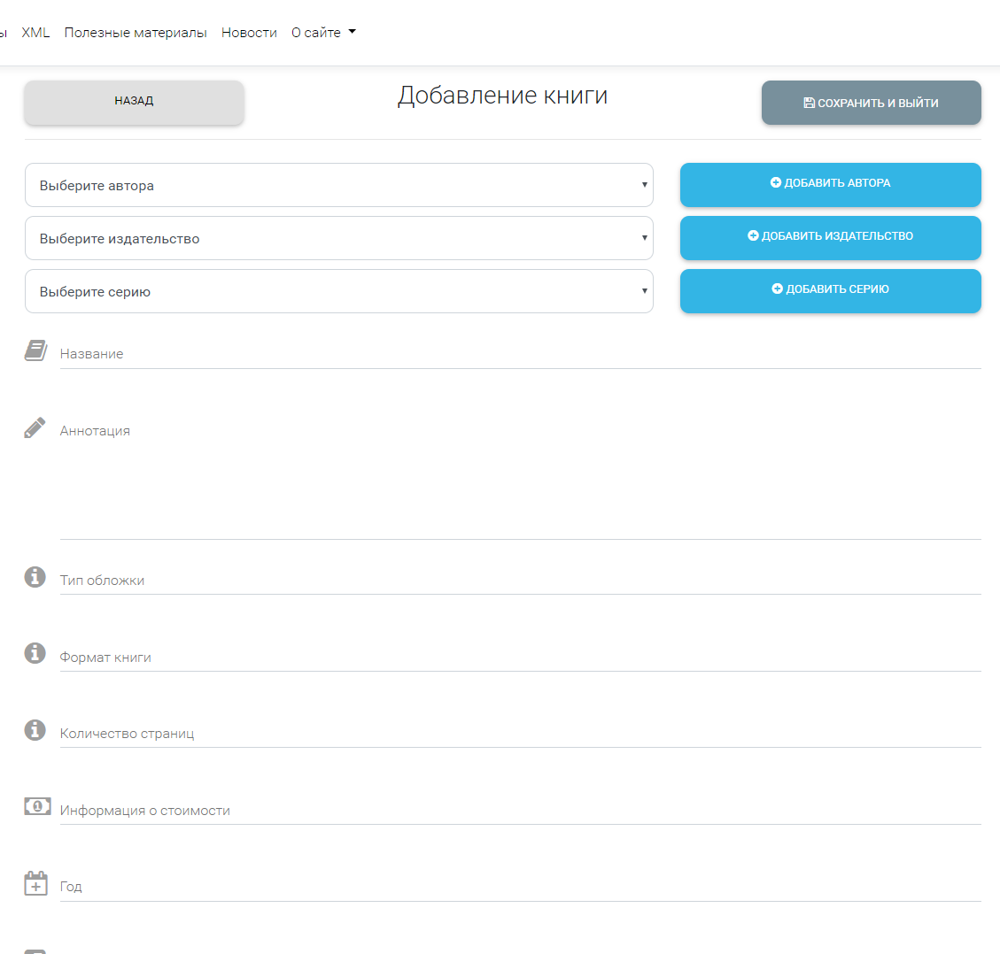 XML Полезные материалы Новости О сайте
НАЗАД
Добавление книги
СОХРАНИТЬ И ВЫЙТИ
Выберите автора
ДОБАВИТЬ АВТОРА
Выберите издательство
ДОБАВИТЬ ИЗДАТЕЛЬСТВО
Выберите серию
ДОБАВИТЬ СЕРИЮ
Название
Аннотация
Тип обложки
Формат книги
Количество страниц
Информация о стоимости
Год